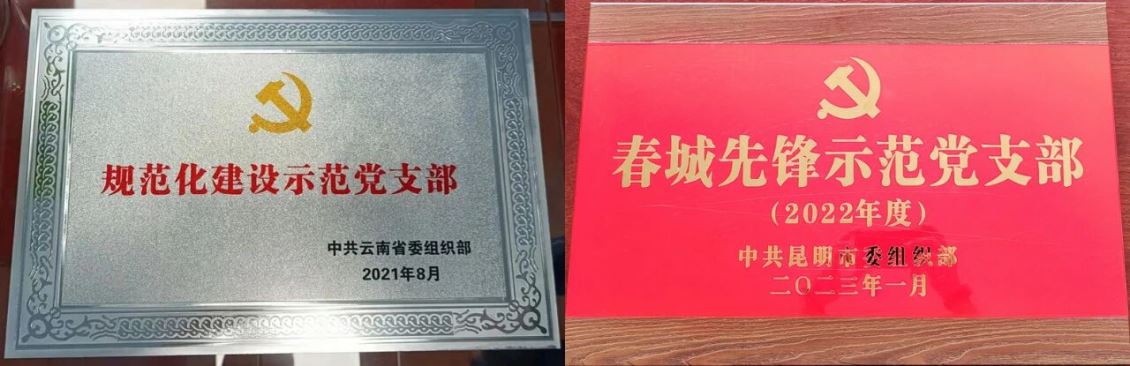 规范化建设示范党支部
中共云南省委组织部
2021年8月
春城先锋示范党支部
(2022年度)
中共昆明市委组织部
二〇二三年一月